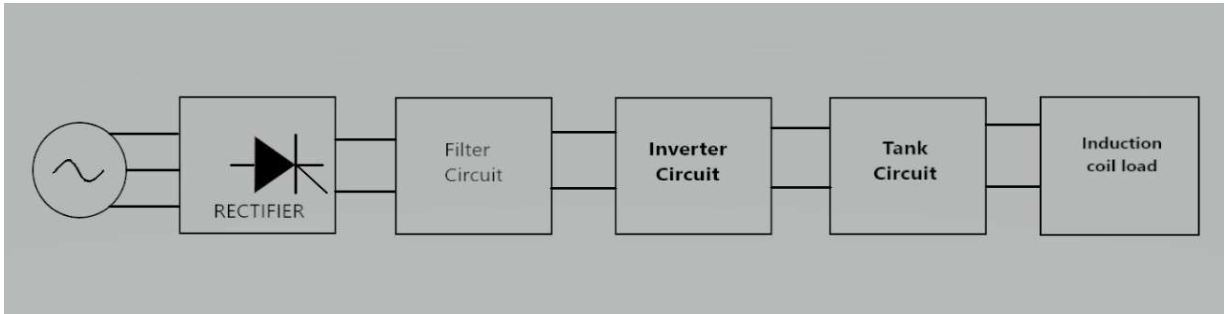 RECTIFIER
Filter
Circuit
Inverter
Circuit
Tank
Circuit
Induction
coil load